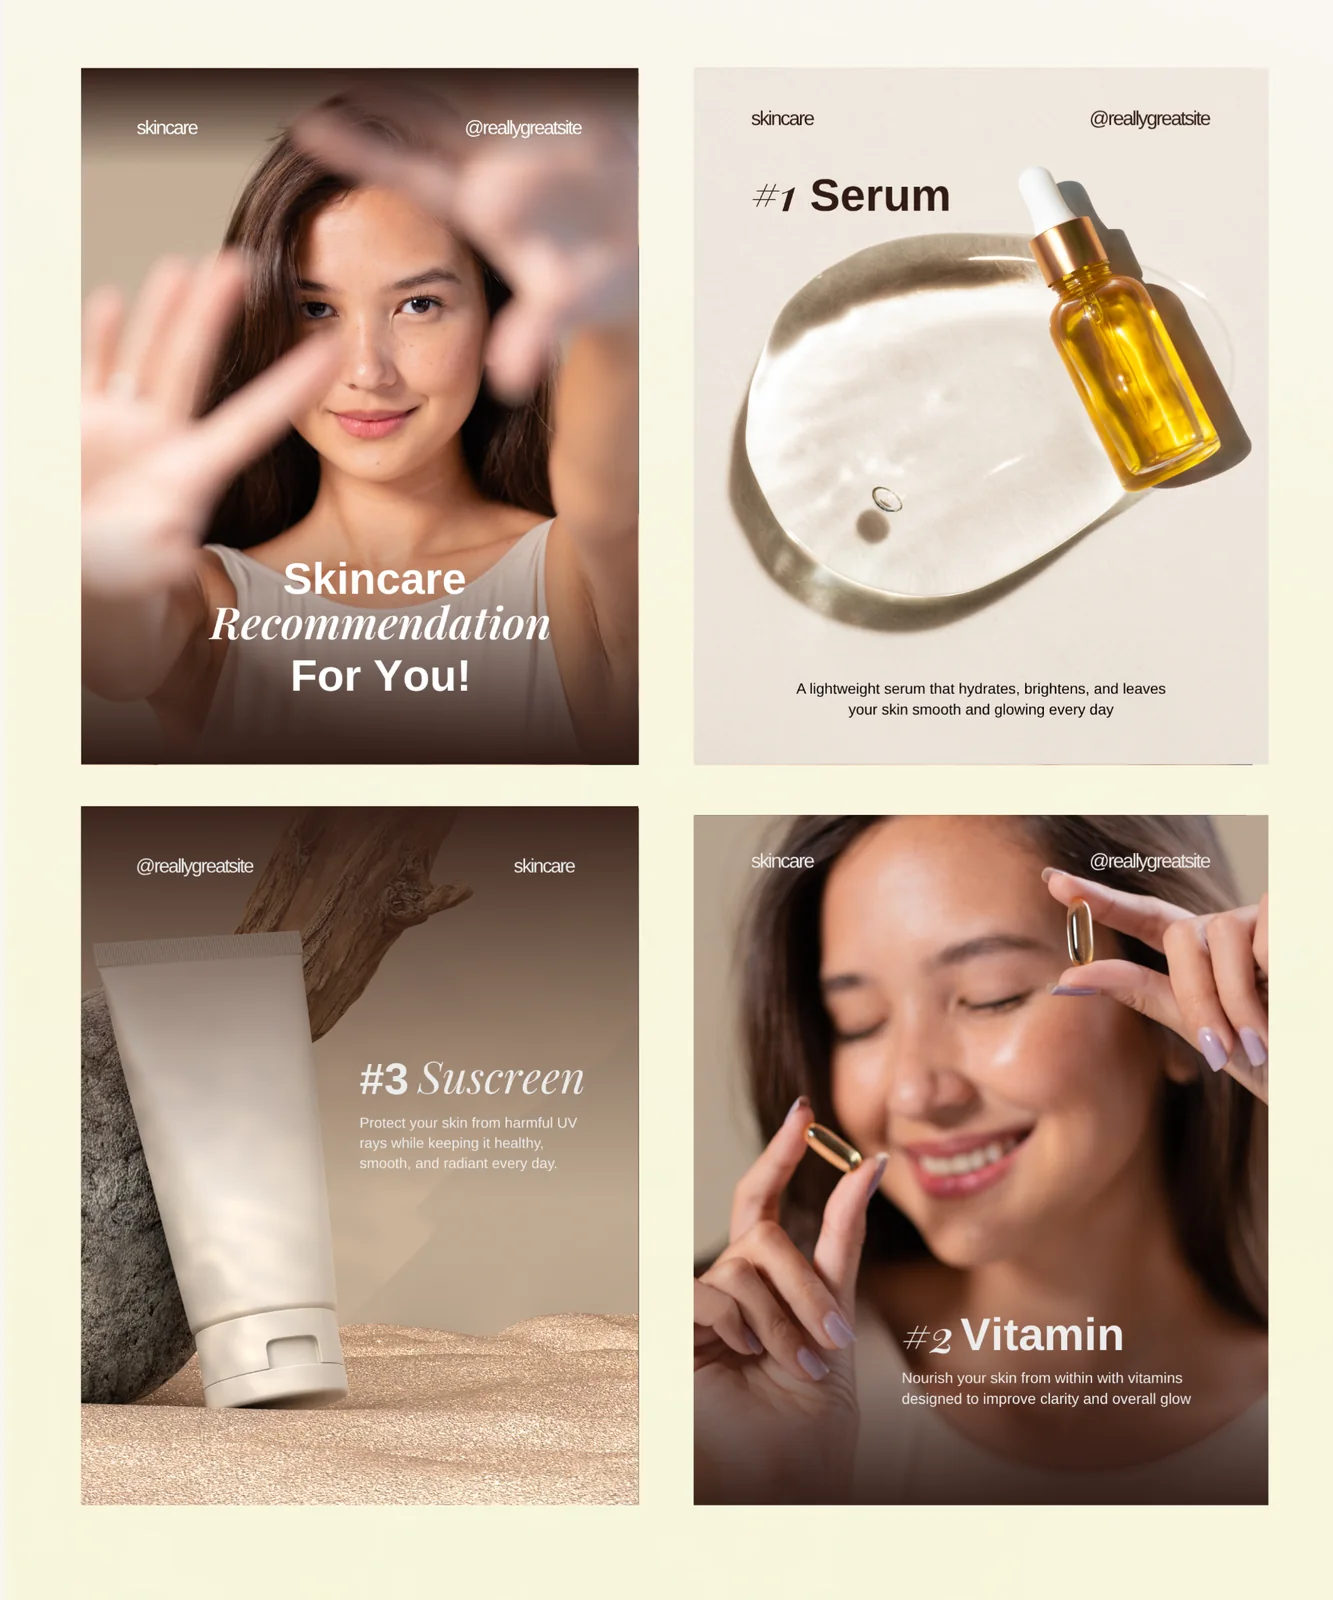 skincare
@reallygreatsite
Skincare
Recommendation
For You!
skincare
@reallygreatsite
#1 Serum
A lightweight serum that hydrates, brightens, and leaves
your skin smooth and glowing every day
@reallygreatsite
skincare
#3 Suscreen
Protect your skin from harmful UV
rays while keeping it healthy,
smooth, and radiant every day.
skincare
@reallygreatsite
#2 Vitamin
Nourish your skin from within with vitamins
designed to improve clarity and overall glow